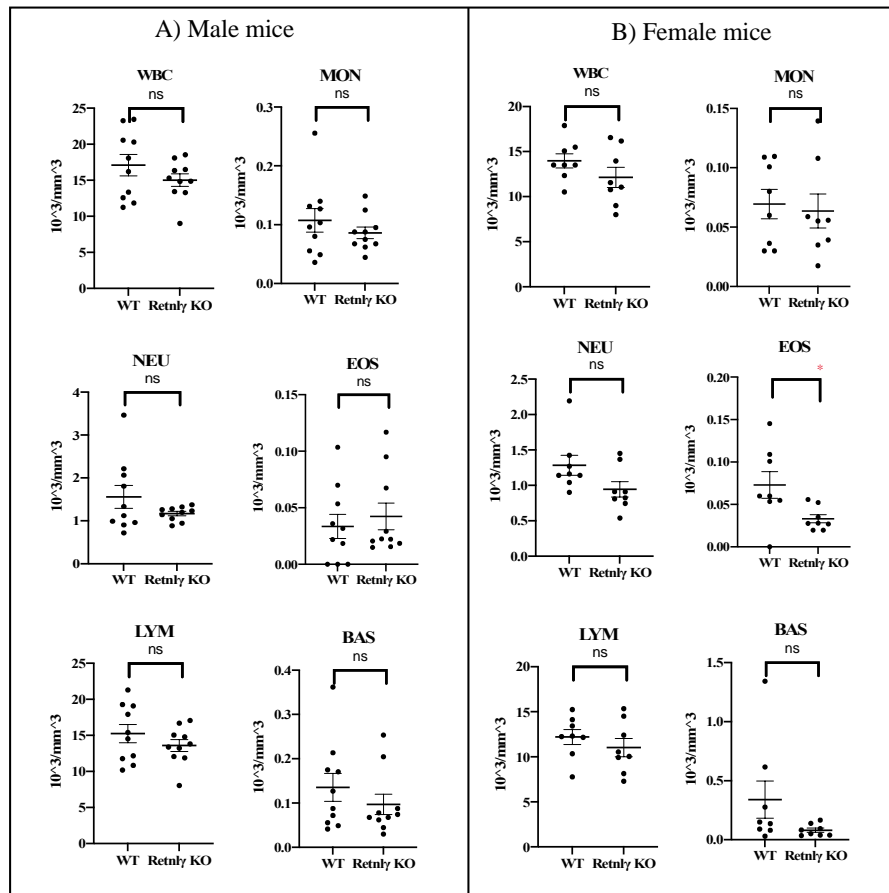 A) Male mice
WBC
ns
10^3/mm^3
25
20
15
10
5
0
WT Retnlγ KO
MON
ns
10^3/mm^3
0.3
0.2
0.1
0.0
WT Retnlγ KO
NEU
ns
10^3/mm^3
4
3
2
1
0
WT Retnlγ KO
EOS
ns
10^3/mm^3
0.15
0.10
0.05
0.00
WT Retnlγ KO
LYM
ns
10^3/mm^3
25
20
15
10
5
0
WT Retnlγ KO
BAS
ns
10^3/mm^3
0.4
0.3
0.2
0.1
0.0
WT Retnlγ KO
B) Female mice
WBC
ns
10^3/mm^3
20
15
10
5
0
WT Retnlγ KO
MON
ns
10^3/mm^3
0.15
0.10
0.05
0.00
WT Retnlγ KO
NEU
ns
10^3/mm^3
2.5
2.0
1.5
1.0
0.5
0.0
WT Retnlγ KO
EOS
*
10^3/mm^3
0.20
0.15
0.10
0.05
0.00
WT Retnlγ KO
LYM
ns
10^3/mm^3
20
15
10
5
0
WT Retnlγ KO
BAS
ns
10^3/mm^3
1.5
1.0
0.5
0.0
WT Retnlγ KO